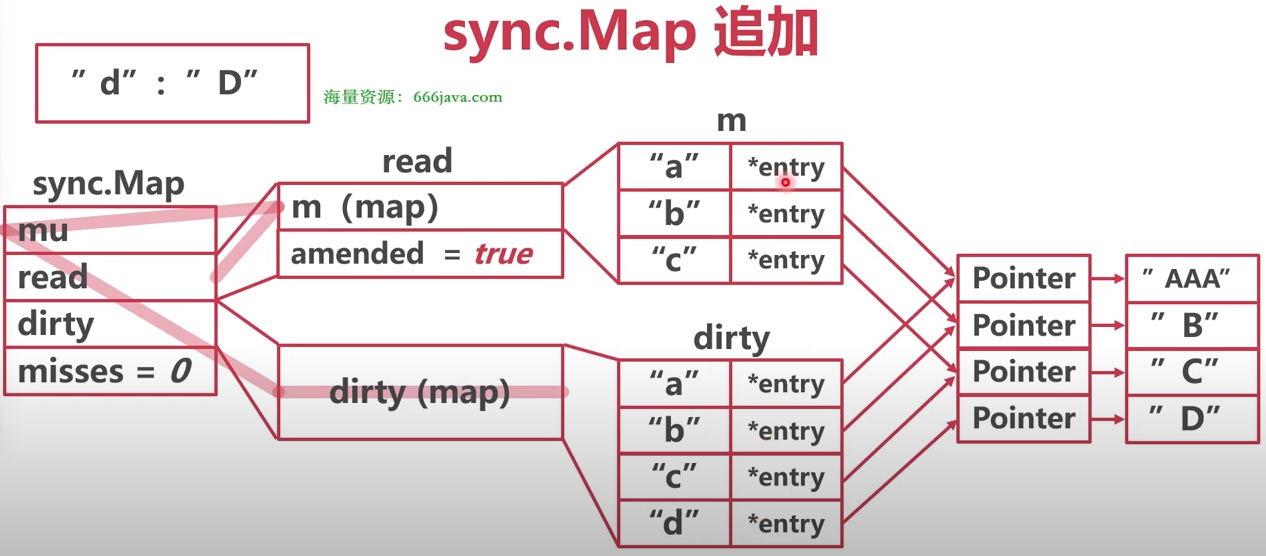 sync.Map 追加
” d” : ” D”
海量资源：666java.com
sync.Map
mu
read
dirty
misses = 0
read
m（map）
amended = true
dirty (map)
m
“a” *entry
“b” *entry
“c” *entry
dirty
“a” *entry
“b” *entry
“c” *entry
“d” *entry
Pointer ” AAA”
Pointer ” B”
Pointer ” C”
Pointer ” D”